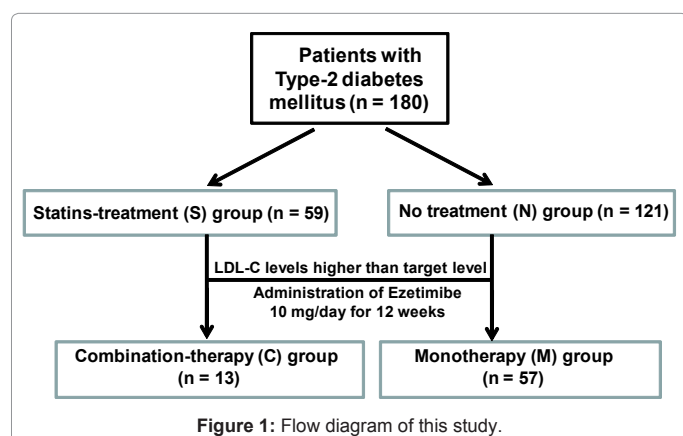 Patients with
Type-2 diabetes
mellitus (n = 180)
Statins-treatment (S) group (n = 59)
No treatment (N) group (n = 121)
LDL-C levels higher than target level
Administration of Ezetimibe
10 mg/day for 12 weeks
Combination-therapy (C) group
(n = 13)
Monotherapy (M) group
(n = 57)
Figure 1: Flow diagram of this study.